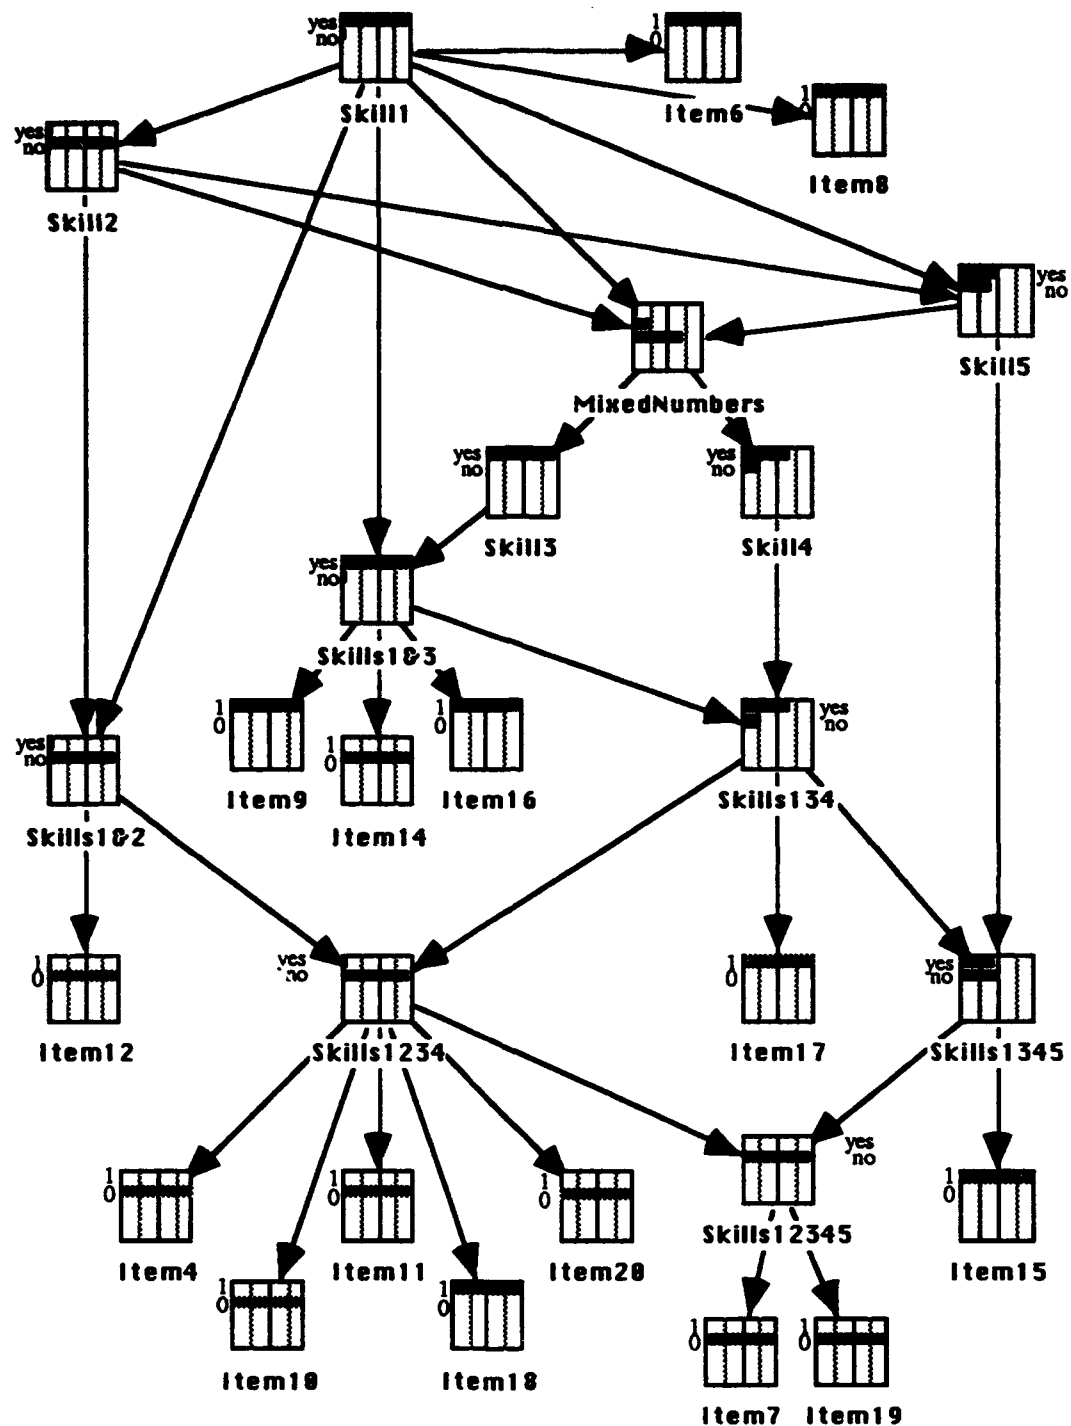 yes
no
Skill1
1
0
Item6
1
0
Item8
yes
no
Skill2
yes
no
Skill5
MixedNumbers
yes
no
Skill3
yes
no
Skill4
yes
no
Skills1&3
1
0
Item9
1
0
Item14
1
0
Item16
yes
no
Skills134
yes
no
Skills1&2
1
0
Item12
yes
no
Skills1234
1
0
Item17
yes
no
Skills1345
1
0
Item4
1
0
Item11
1
0
Item20
yes
no
Skills12345
1
0
Item15
1
0
Item10
1
0
Item18
1
0
Item7
1
0
Item19